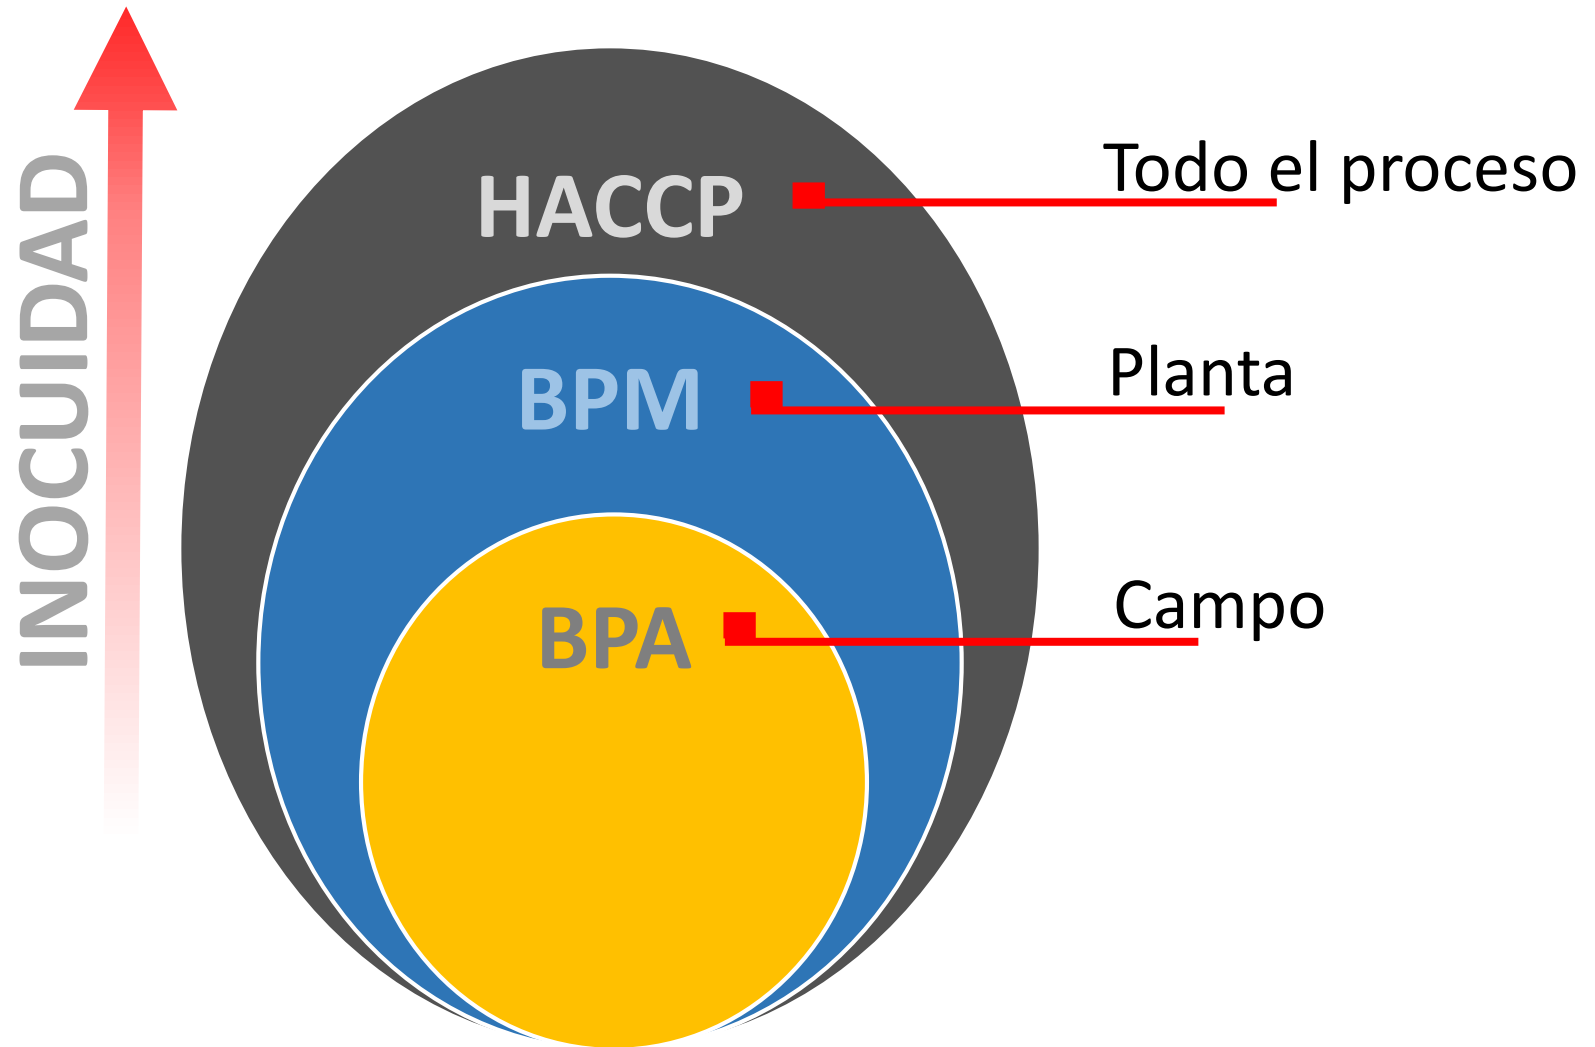 INOCUIDAD
HACCP
Todo el proceso
BPM
Planta
BPA
Campo